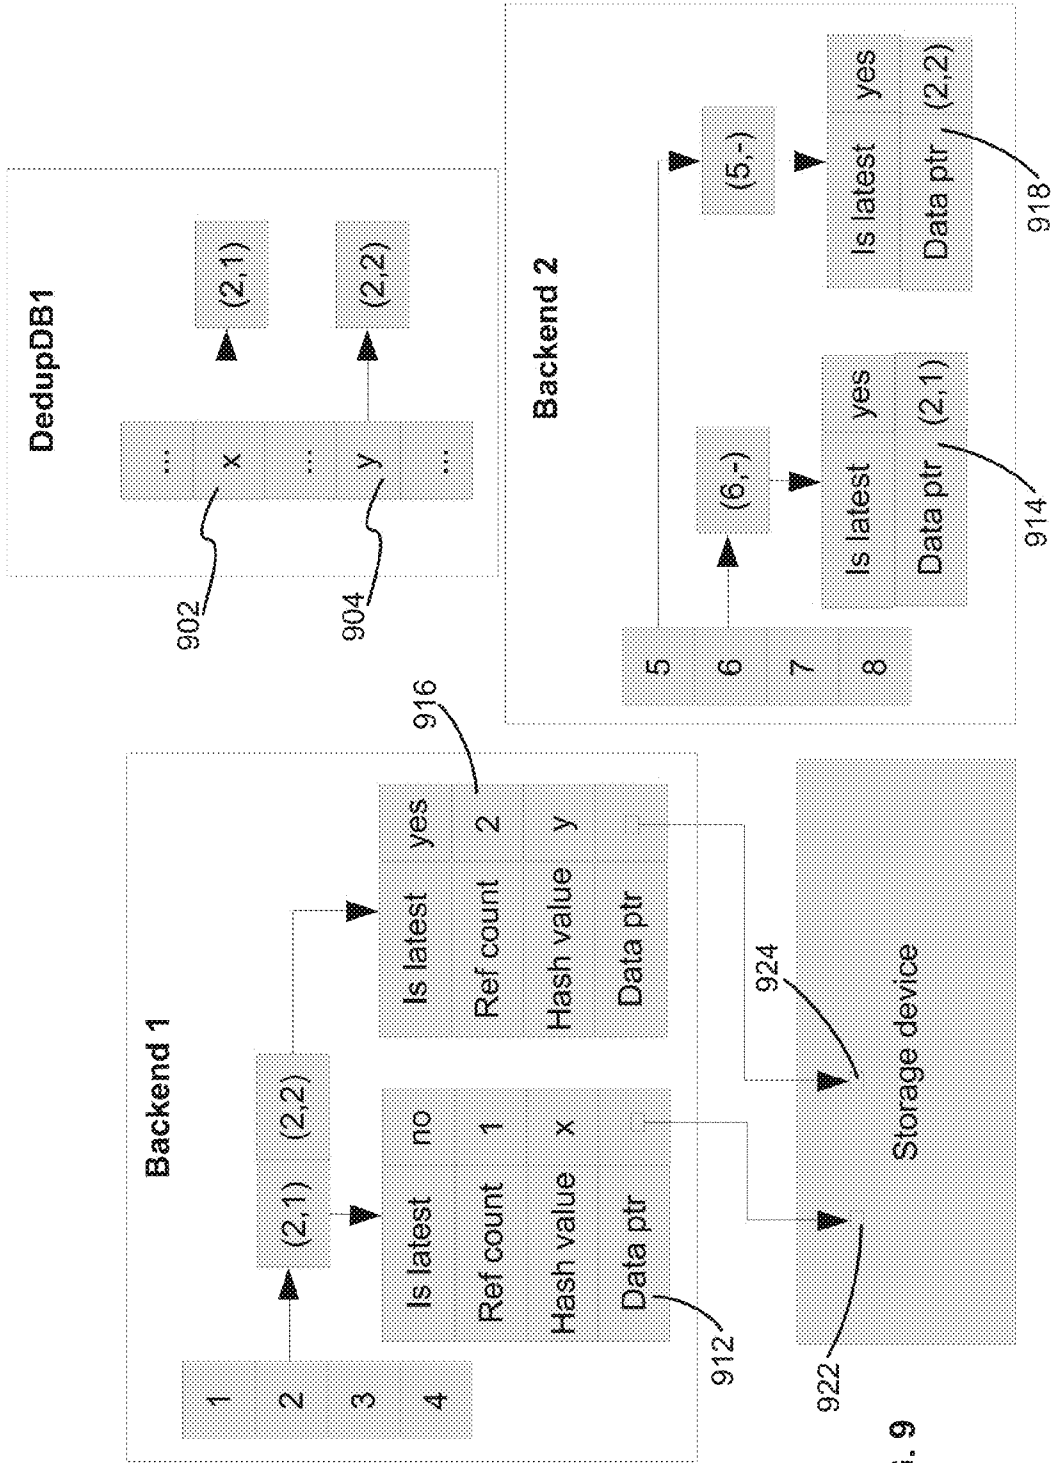 Backend 1
1
2
3
4
(2,1) (2,2)
Is latest no
Ref count 1
Hash value x
Data ptr
912
Is latest yes
Ref count 2
Hash value y
Data ptr
916
Storage device
922
924
DedupDB1
...
x
...
y
...
(2,1)
(2,2)
902
904
Backend 2
5
6
7
8
(6,-)
(5,-)
Is latest yes
Data ptr (2,1)
914
Is latest yes
Data ptr (2,2)
918
. 9